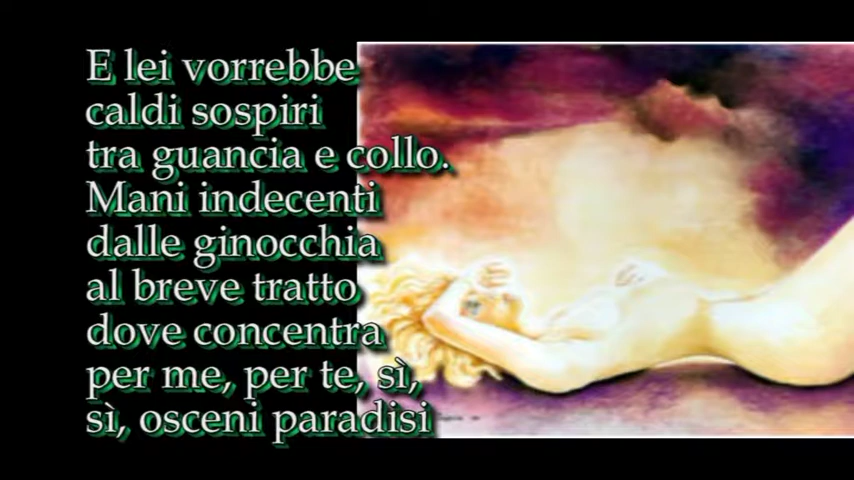 E lei vorrebbe
caldi sospiri
tra guancia e collo.
Mani indecenti
dalle ginocchia
al breve tratto
dove concentra
per me, per te, sì,
sì, osceni paradisi